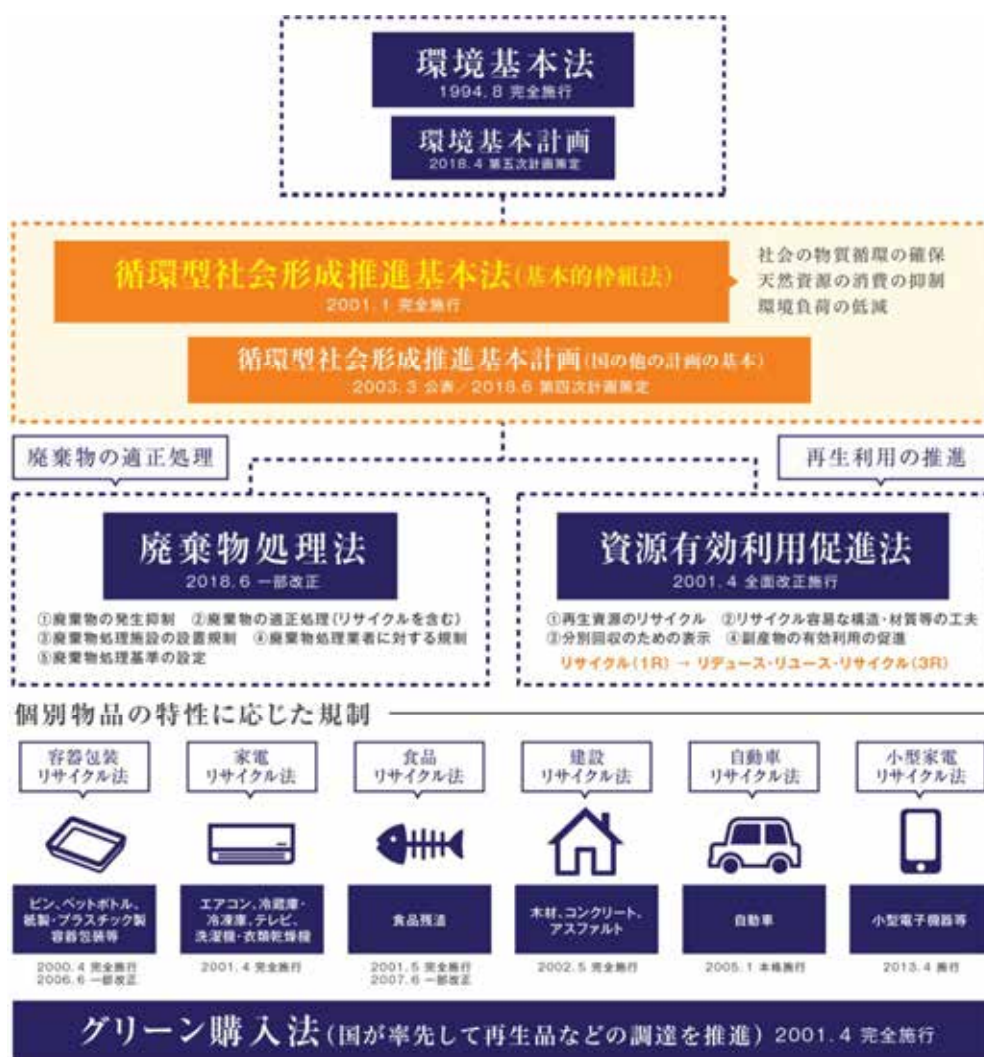 環境基本法
1994.8 完全施行
環境基本計画
2018.4 第五次計画策定
循環型社会形成推進基本法(基本的枠組法)
2001.1 完全施行
社会の物質循環の確保
天然資源の消費の抑制
環境負荷の低減
循環型社会形成推進基本計画(国の他の計画の基本)
2003.3 公表/2018.6 第四次計画策定
廃棄物の適正処理
再生利用の推進
廃棄物処理法
2018.6 一部改正
①廃棄物の発生抑制 ②廃棄物の適正処理(リサイクルを含む)
③廃棄物処理施設の設置規制 ④廃棄物処理業者に対する規制
⑤廃棄物処理基準の設定
資源有効利用促進法
2001.4 全面改正施行
①再生資源のリサイクル ②リサイクル容易な構造・材質等の工夫
③分別回収のための表示 ④副産物の有効利用の促進
リサイクル(1R) → リデュース・リユース・リサイクル(3R)
個別物品の特性に応じた規制
容器包装
リサイクル法
ビン、ペットボトル、
紙製・プラスチック製
容器包装等
2000.4 完全施行
2006.6 一部改正
家電
リサイクル法
エアコン、冷蔵庫・
冷凍庫、テレビ、
洗濯機・衣類乾燥機
2001.4 完全施行
食品
リサイクル法
食品残渣
2001.5 完全施行
2007.6 一部改正
建設
リサイクル法
木材、コンクリート、
アスファルト
2002.5 完全施行
自動車
リサイクル法
自動車
2005.1 本格施行
小型家電
リサイクル法
小型電子機器等
2013.4 施行
グリーン購入法(国が率先して再生品などの調達を推進) 2001.4 完全施行